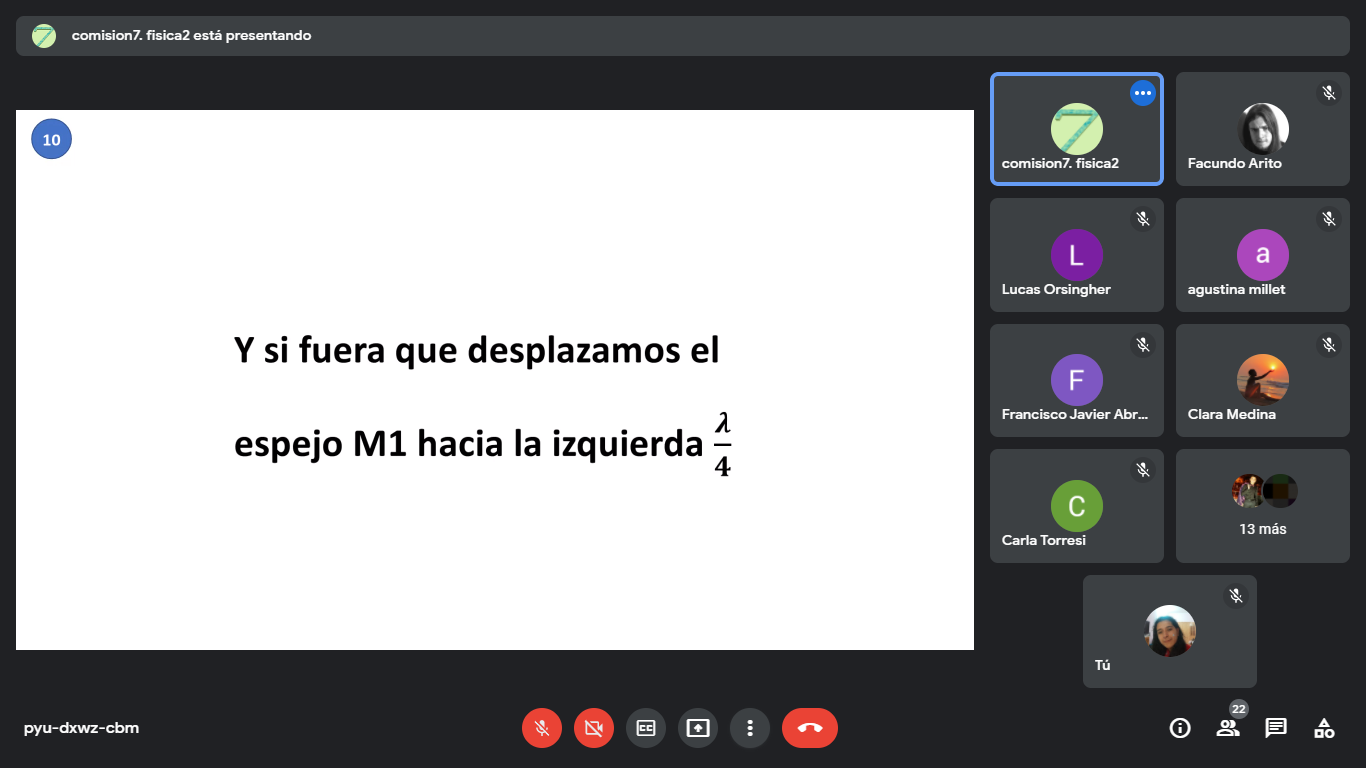 comision7. fisica2 está presentando
10
Y si fuera que desplazamos el
espejo M1 hacia la izquierda λ/4
comision7. fisica2
Facundo Arito
L
Lucas Orsingher
a
agustina millet
F
Francisco Javier Abr...
Clara Medina
C
Carla Torresi
13 más
Tú
pyu-dxwz-cbm
CC
22